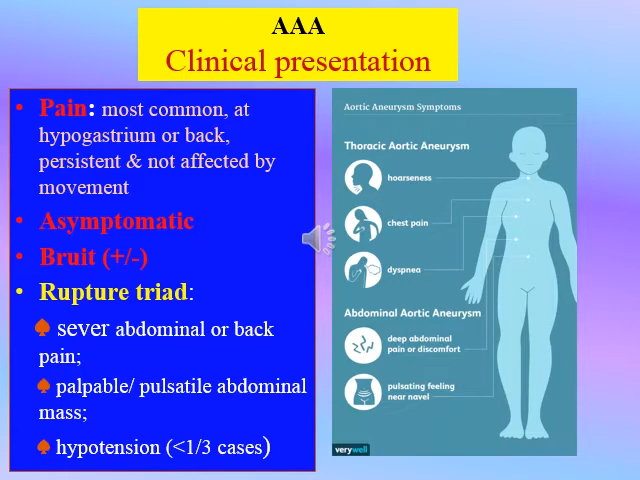 AAA
Clinical presentation
• Pain: most common, at
hypogastrium or back,
persistent & not affected by
movement
• Asymptomatic
• Bruit (+/-)
• Rupture triad:
♠ sever abdominal or back
pain;
♠ palpable/ pulsatile abdominal
mass;
♠ hypotension (<1/3 cases)
Aortic Aneurysm Symptoms
Thoracic Aortic Aneurysm
hoarseness
chest pain
dyspnea
Abdominal Aortic Aneurysm
deep abdominal
pain or discomfort
pulsating feeling
near navel
verywell